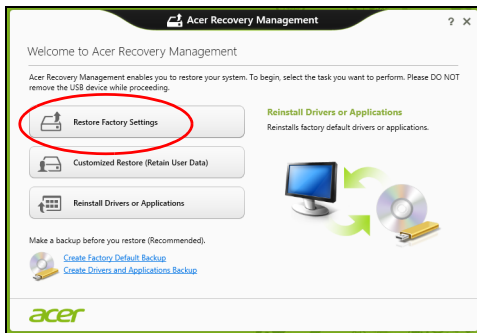 Acer Recovery Management
? X
Welcome to Acer Recovery Management
Acer Recovery Management enables you to restore your system. To begin, select the task you want to perform. Please DO NOT
remove the USB device while proceeding.
Restore Factory Settings
Customized Restore (Retain User Data)
Reinstall Drivers or Applications
Reinstall Drivers or Applications
Reinstalls factory default drivers or applications.
Make a backup before you restore (Recommended).
Create Factory Default Backup
Create Drivers and Applications Backup
acer